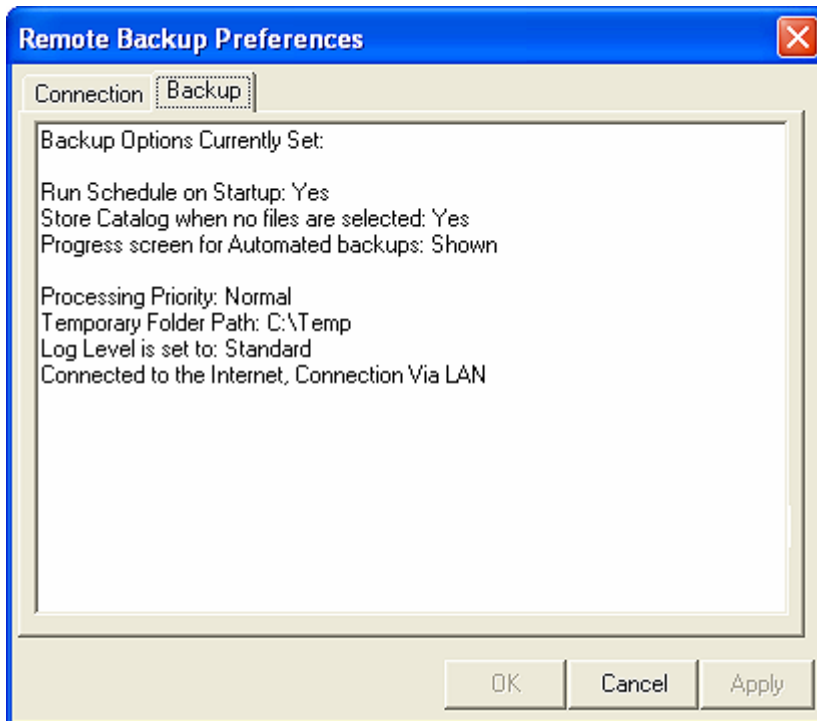 Remote Backup Preferences
Connection Backup
Backup Options Currently Set:
Run Schedule on Startup: Yes
Store Catalog when no files are selected: Yes
Progress screen for Automated backups: Shown
Processing Priority: Normal
Temporary Folder Path: C:\Temp
Log Level is set to: Standard
Connected to the Internet, Connection Via LAN
OK Cancel Apply